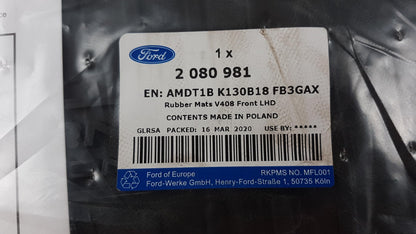 Ford
1 x
2 080 981
EN: AMDT1B K130B18 FB3GAX
Rubber Mats V408 Front LHD
CONTENTS MADE IN POLAND
GLRSA PACKED: 16 MAR 2020 USE BY: *****
Ford of Europe RKPMS NO. MFL001
Ford-Werke GmbH, Henry-Ford-Straße 1, 50735 Köln